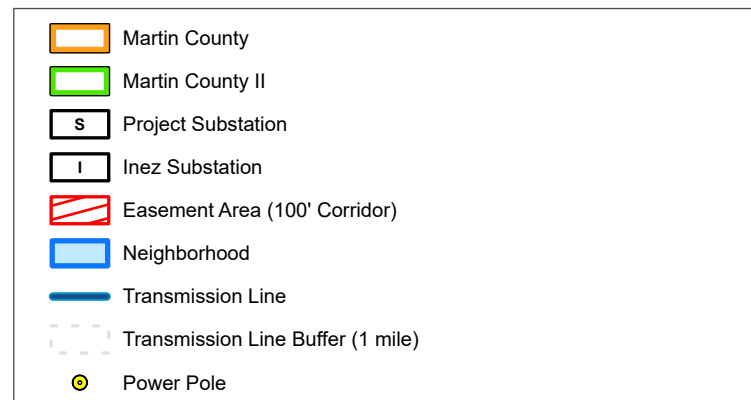 Martin County
Martin County II
S Project Substation
I Inez Substation
Easement Area (100' Corridor)
Neighborhood
Transmission Line
Transmission Line Buffer (1 mile)
Power Pole